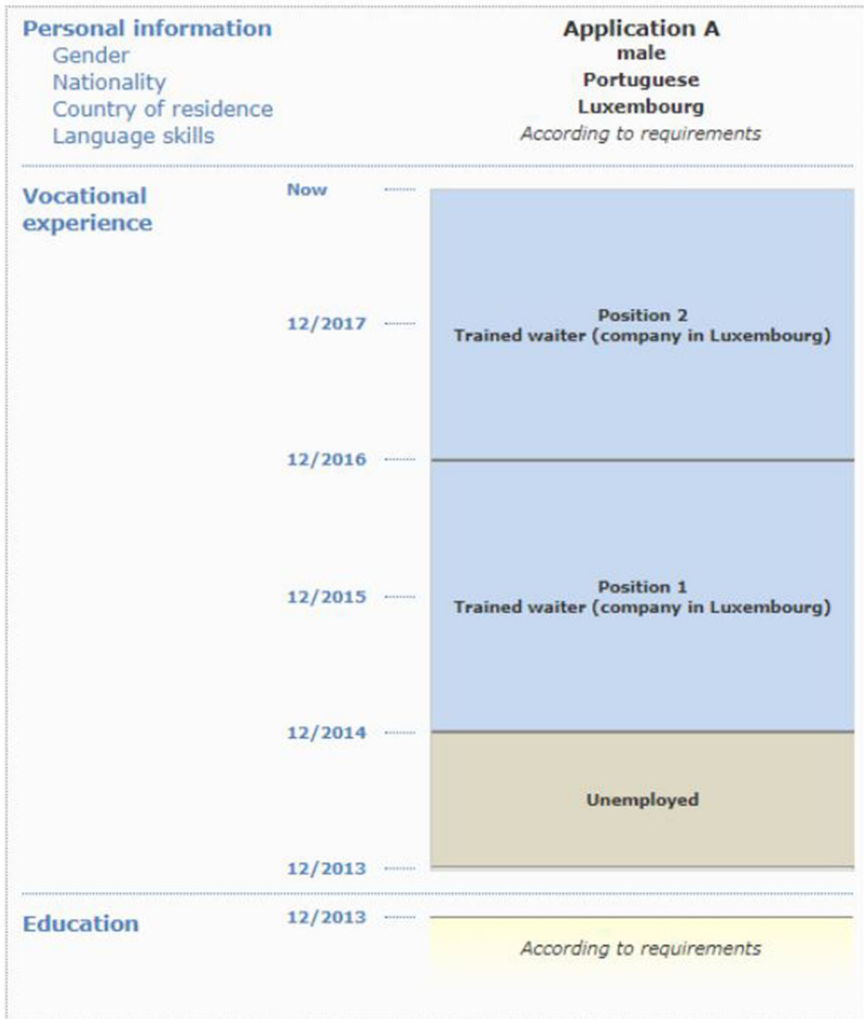 Personal information
Application A
Gender
male
Nationality
Portuguese
Country of residence
Luxembourg
Language skills
According to requirements
Vocational
experience
Now
12/2017
Position 2
Trained waiter (company in Luxembourg)
12/2016
12/2015
Position 1
Trained waiter (company in Luxembourg)
12/2014
Unemployed
12/2013
Education
12/2013
According to requirements